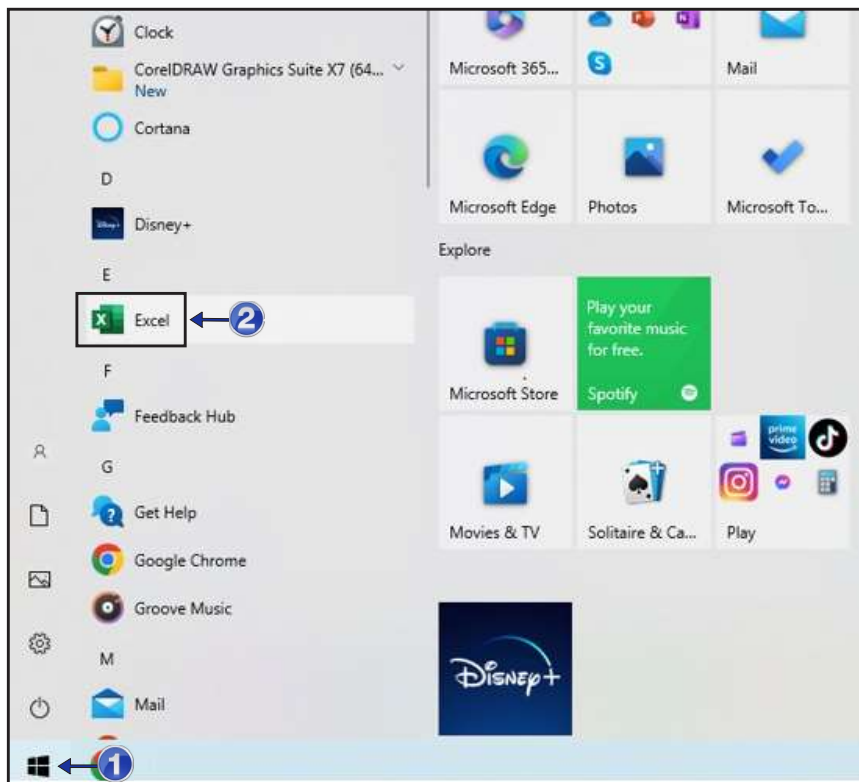 Clock
CorelDRAW Graphics Suite X7 (64...
New
Cortana
D
Disney+
E
Excel
2
F
Feedback Hub
G
Get Help
Google Chrome
Groove Music
M
Mail
1
Microsoft 365...
Mail
Microsoft Edge
Photos
Microsoft To...
Explore
Microsoft Store
Play your
favorite music
for free.
Spotify
Movies & TV
Solitaire & Ca...
prime
video
Play
Disney+